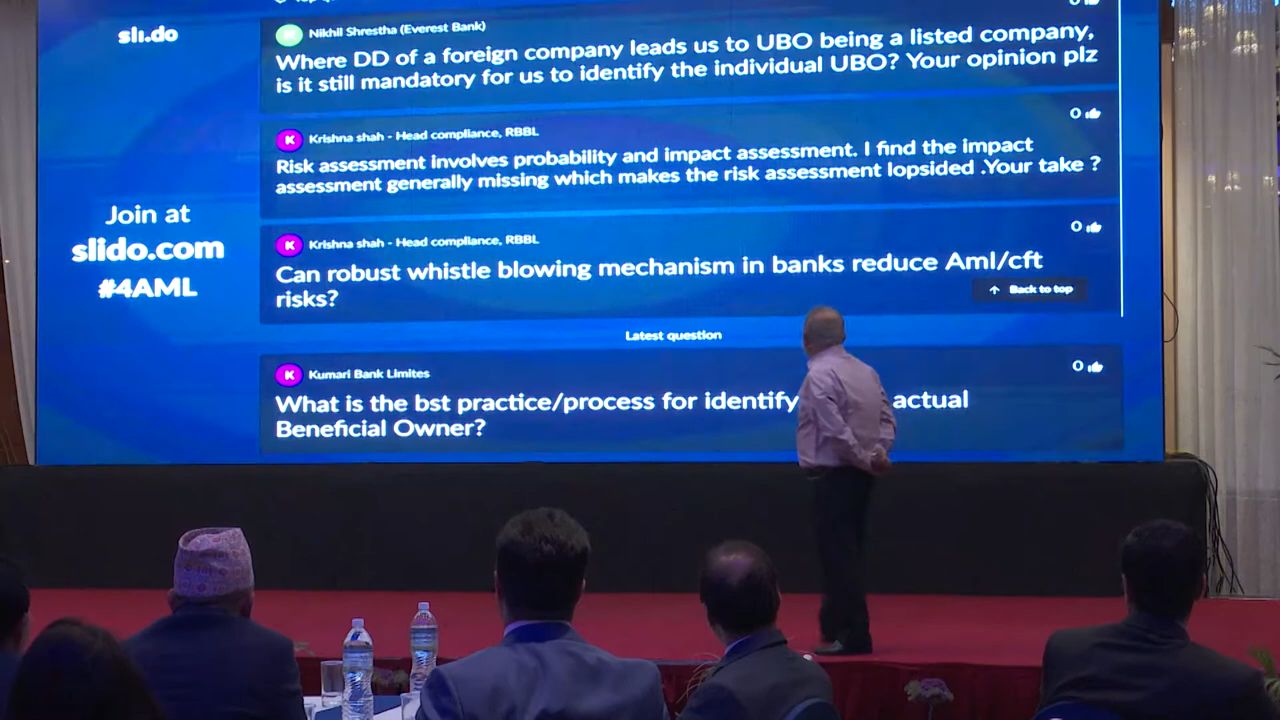 sli.do
Join at
slido.com
#4AML
Nikhil Shrestha (Everest Bank)
Where DD of a foreign company leads us to UBO being a listed company,
is it still mandatory for us to identify the individual UBO? Your opinion plz
K
Krishna shah - Head compliance, RBBL
0
Risk assessment involves probability and impact assessment. I find the impact
assessment generally missing which makes the risk assessment lopsided .Your take ?
K
Krishna shah - Head compliance, RBBL
0
Can robust whistle blowing mechanism in banks reduce Aml/cft
risks?
Back to top
Latest question
K
Kumari Bank Limites
0
What is the bst practice/process for identify actual
Beneficial Owner?